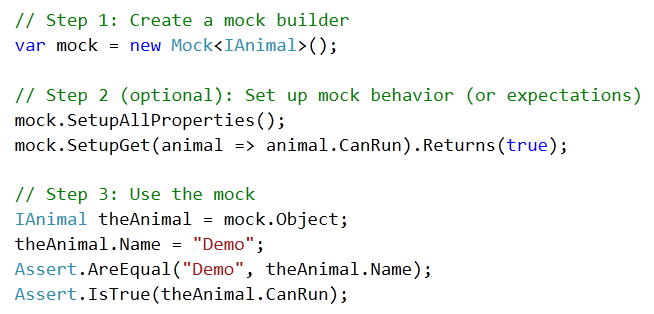 // Step 1: Create a mock builder
var mock = new Mock<IAnimal>();
// Step 2 (optional): Set up mock behavior (or expectations)
mock.SetupAllProperties();
mock.SetupGet(animal => animal.CanRun).Returns(true);
// Step 3: Use the mock
IAnimal theAnimal = mock.Object;
theAnimal.Name = "Demo";
Assert.AreEqual("Demo", theAnimal.Name);
Assert.IsTrue(theAnimal.CanRun);